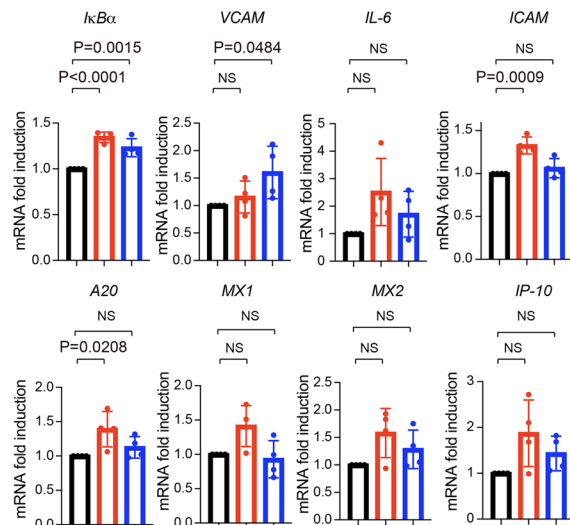 IκBα
P=0.0015
P<0.0001
mRNA fold induction
1.5
1.0
0.5
0.0
VCAM
P=0.0484
NS
mRNA fold induction
2.5
2.0
1.5
1.0
0.5
0.0
IL-6
NS
NS
mRNA fold induction
5
4
3
2
1
0
ICAM
NS
P=0.0009
mRNA fold induction
1.5
1.0
0.5
0.0
A20
NS
P=0.0208
mRNA fold induction
2.0
1.5
1.0
0.5
0.0
MX1
NS
NS
mRNA fold induction
2.0
1.5
1.0
0.5
0.0
MX2
NS
NS
mRNA fold induction
2.5
2.0
1.5
1.0
0.5
0.0
IP-10
NS
NS
mRNA fold induction
3
2
1
0